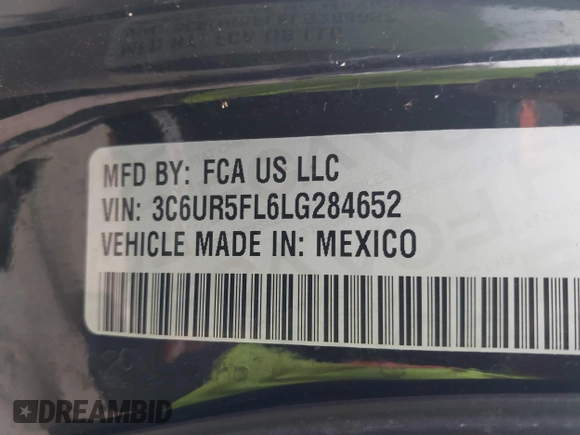 MFD BY: FCA US LLC
VIN: 3C6UR5FL6LG284652
VEHICLE MADE IN: MEXICO
DREAMBID